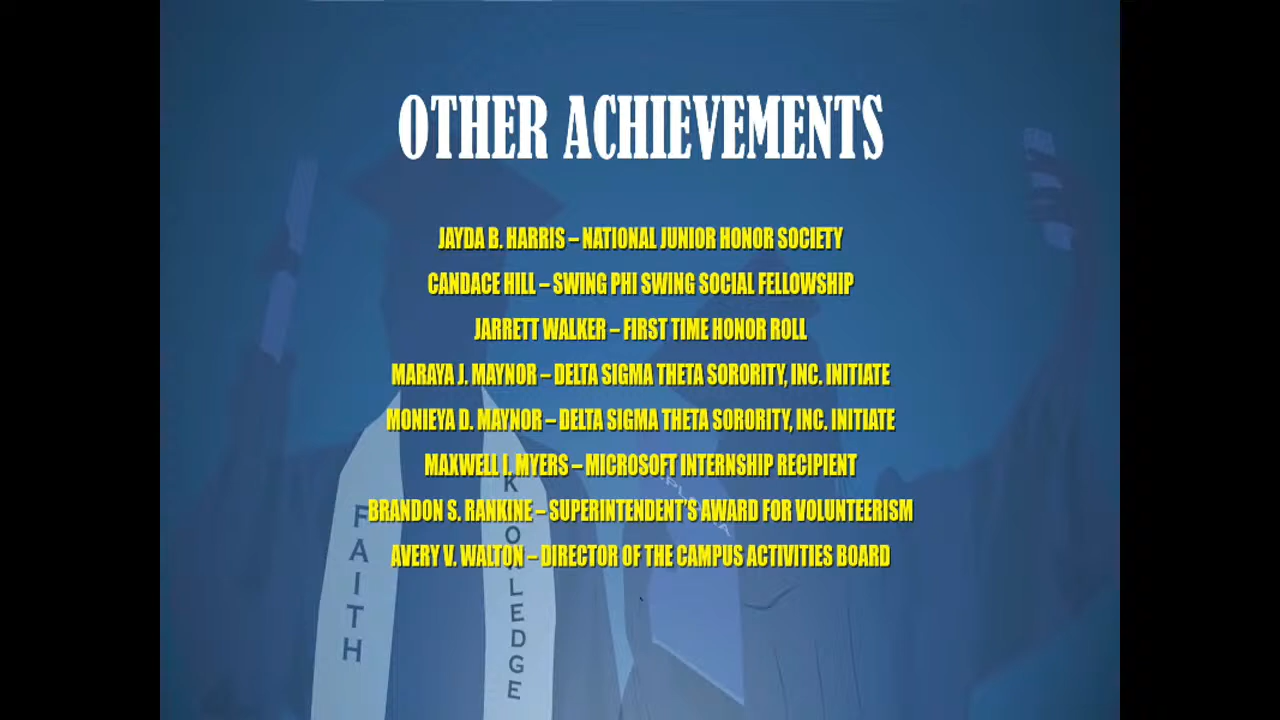 OTHER ACHIEVEMENTS
JAYDA B. HARRIS – NATIONAL JUNIOR HONOR SOCIETY
CANDACE HILL – SWING PHI SWING SOCIAL FELLOWSHIP
JARRETT WALKER – FIRST TIME HONOR ROLL
MARAYA J. MAYNOR – DELTA SIGMA THETA SORORITY, INC. INITIATE
MONIEYA D. MAYNOR – DELTA SIGMA THETA SORORITY, INC. INITIATE
MAXWELL I. MYERS – MICROSOFT INTERNSHIP RECIPIENT
BRANDON S. RANKINE – SUPERINTENDENT'S AWARD FOR VOLUNTEERISM
AVERY V. WALTON – DIRECTOR OF THE CAMPUS ACTIVITIES BOARD
FAITH
KNOWLEDGE
DIPLOMA